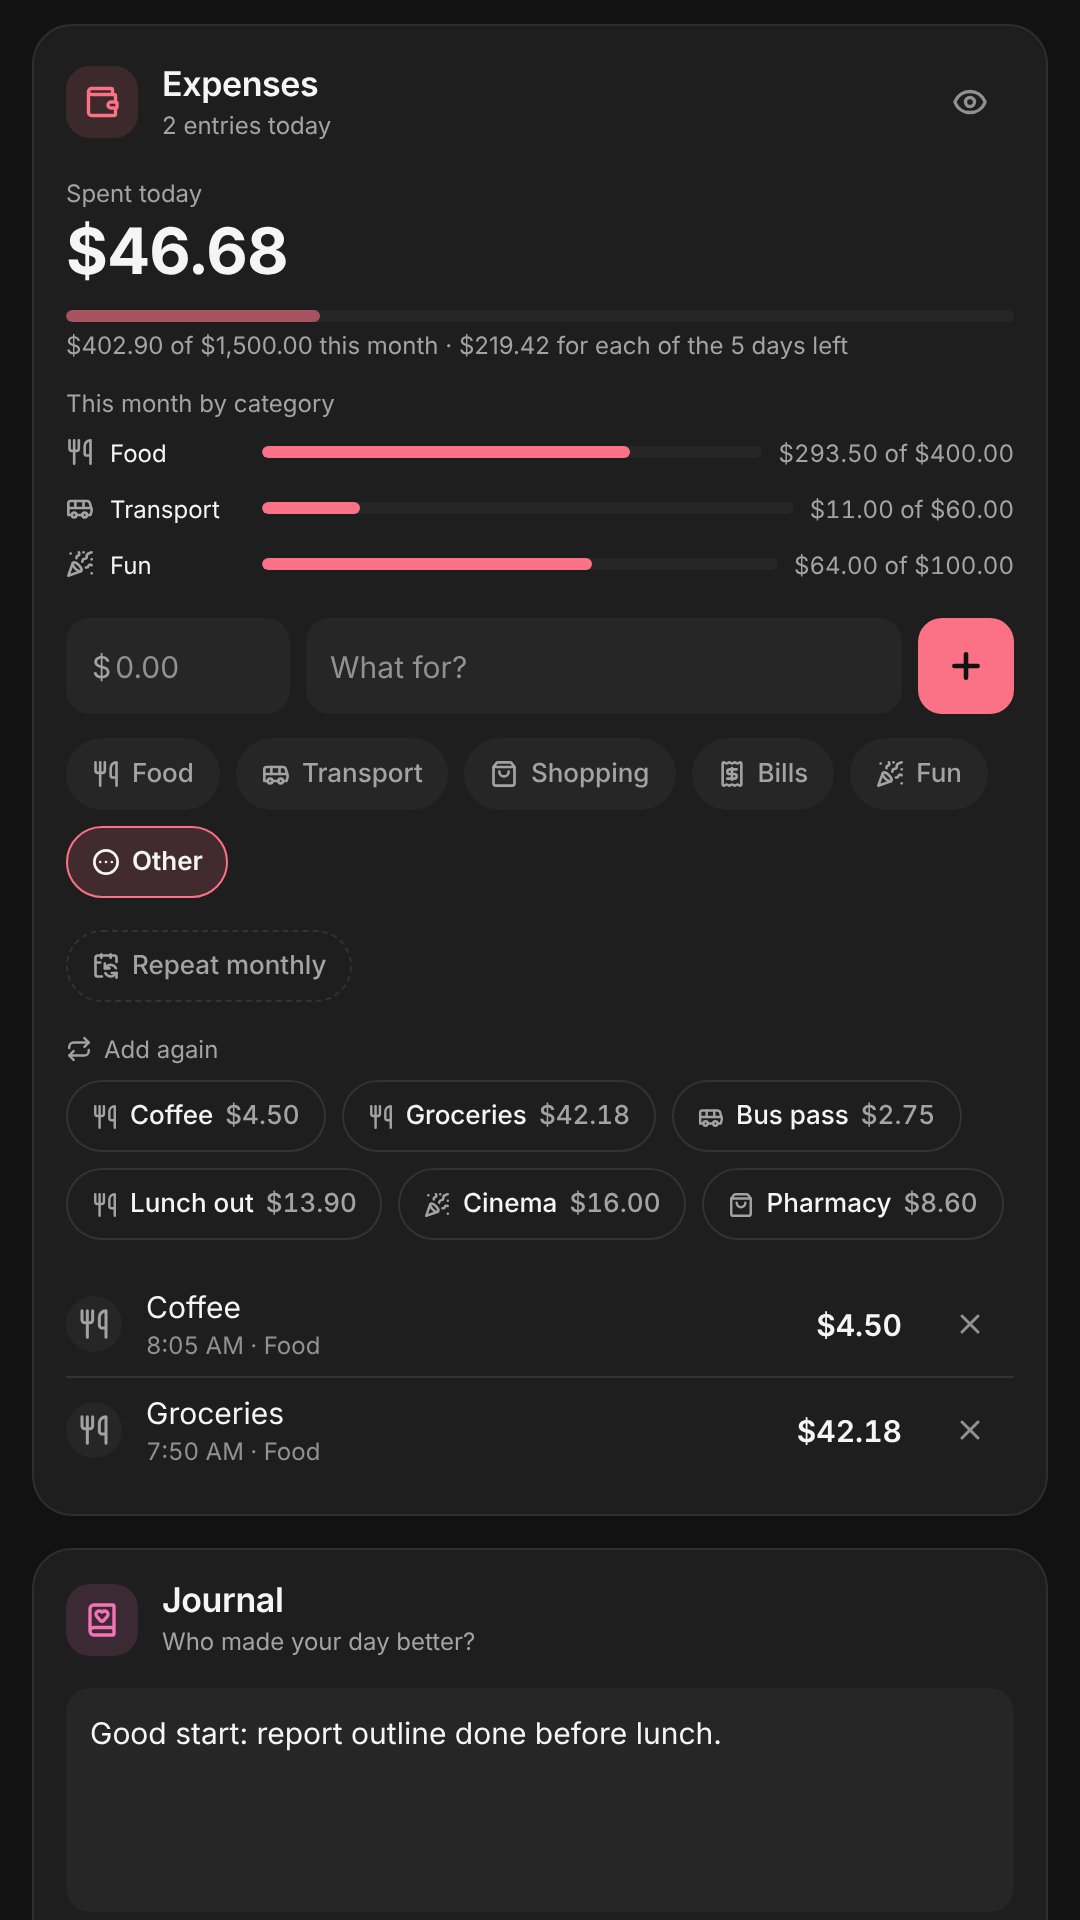 Expenses
2 entries today
Spent today
$46.68
$402.90 of $1,500.00 this month · $219.42 for each of the 5 days left
This month by category
Food $293.50 of $400.00
Transport $11.00 of $60.00
Fun $64.00 of $100.00
$ 0.00 What for?
Food Transport Shopping Bills Fun
Other
Repeat monthly
Add again
Coffee $4.50 Groceries $42.18 Bus pass $2.75
Lunch out $13.90 Cinema $16.00 Pharmacy $8.60
Coffee
8:05 AM · Food
$4.50
Groceries
7:50 AM · Food
$42.18
Journal
Who made your day better?
Good start: report outline done before lunch.